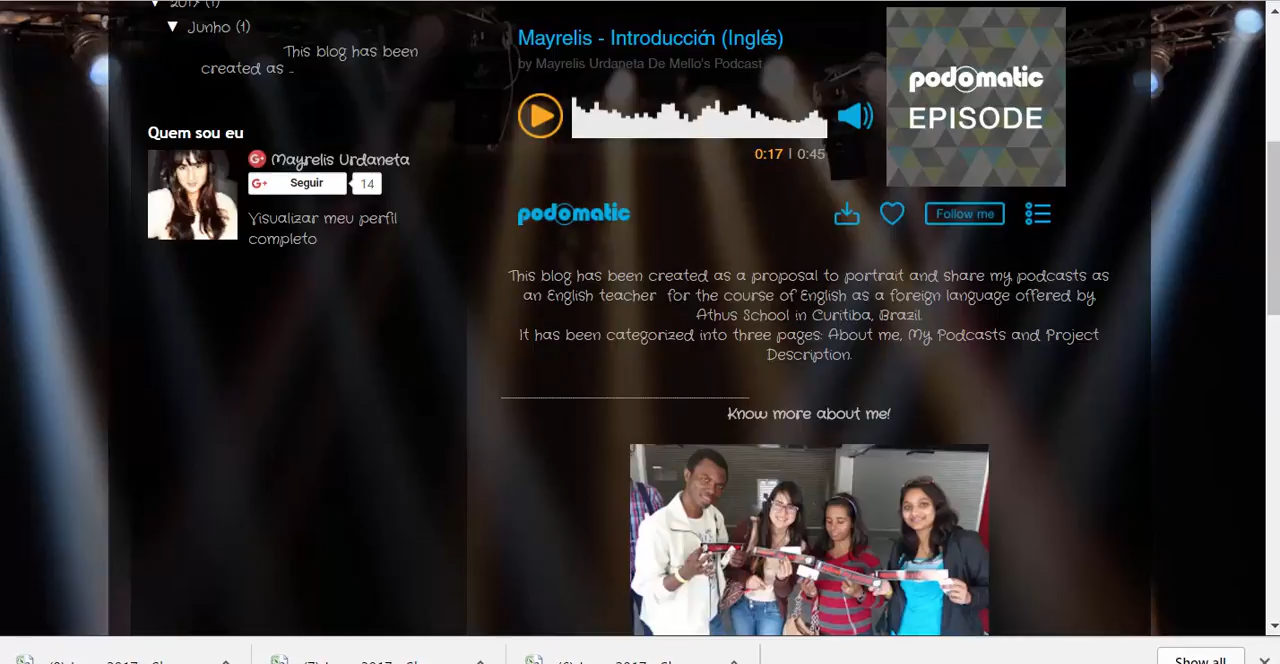 2017 (1)
▼ Junho (1)
This blog has been
created as ...
Quem sou eu
Mayrelis Urdaneta
G+ Seguir 14
Visualizar meu perfil
completo
Mayrelis - Introducción (Inglés)
by Mayrelis Urdaneta De Mello's Podcast
0:17 | 0:45
podomatic
EPISODE
podomatic
Follow me
This blog has been created as a proposal to portrait and share my podcasts as
an English teacher for the course of English as a foreign language offered by
Athus School in Curitiba, Brazil.
It has been categorized into three pages: About me, My Podcasts and Project
Description.
Know more about me!
Show all